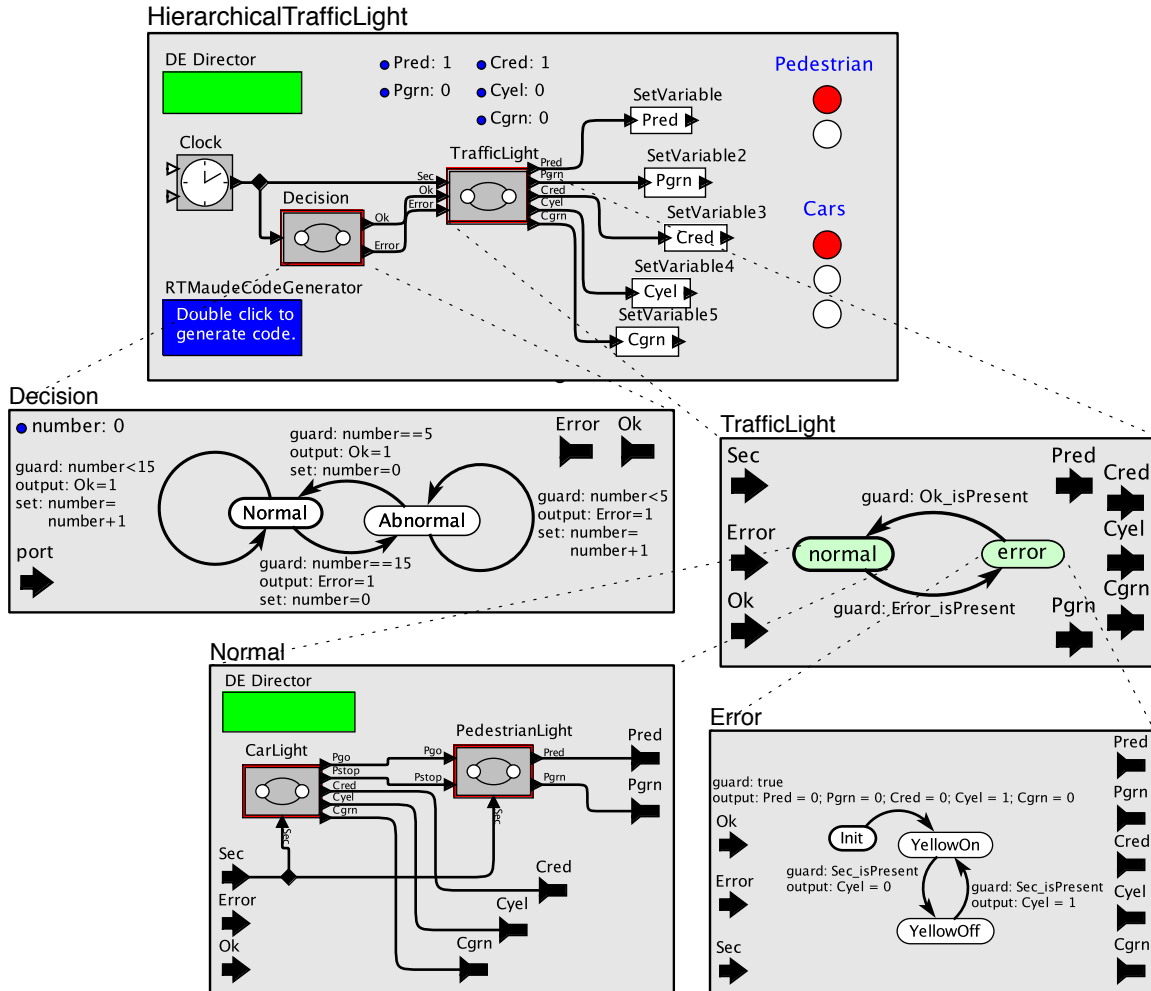 HierarchicalTrafficLight
DE Director
Pred: 1
Cred: 1
Pgrn: 0
Cyel: 0
Cgrn: 0
Pedestrian
Clock
SetVariable
Pred
TrafficLight
Sec
Ok
Error
Pred
Pgrn
Cred
Cyel
Cgrn
SetVariable2
Pgrn
Decision
Ok
Error
SetVariable3
Cred
Cars
SetVariable4
Cyel
SetVariable5
Cgrn
RTMaudeCodeGenerator
Double click to
generate code.
Decision
number: 0
guard: number<15
output: Ok=1
set: number=
number+1
port
guard: number==5
output: Ok=1
set: number=0
Normal
Abnormal
guard: number==15
output: Error=1
set: number=0
guard: number<5
output: Error=1
set: number=
number+1
Error
Ok
TrafficLight
Sec
Error
Ok
guard: Ok_isPresent
normal
error
guard: Error_isPresent
Pred
Cred
Cyel
Cgrn
Pgrn
Normal
DE Director
CarLight
Pgo
Pstop
Cred
Cyel
Cgrn
Sec
PedestrianLight
Pgo
Pstop
Pred
Pgrn
Sec
Pred
Pgrn
Sec
Error
Ok
Cred
Cyel
Cgrn
Error
guard: true
output: Pred = 0; Pgrn = 0; Cred = 0; Cyel = 1; Cgrn = 0
Ok
Error
Sec
Init
YellowOn
guard: Sec_isPresent
output: Cyel = 0
guard: Sec_isPresent
output: Cyel = 1
YellowOff
Pred
Pgrn
Cred
Cyel
Cgrn